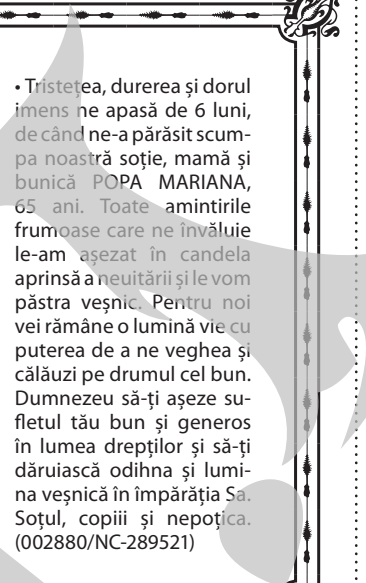 • Tristețea, durerea și dorul
imens ne apasă de 6 luni,
de când ne-a părăsit scum-
pa noastră soție, mamă și
bunică POPA MARIANA,
65 ani. Toate amintirile
frumoase care ne învăluie
le-am așezat în candela
aprinsă a neuitării și le vom
păstra veșnic. Pentru noi
vei rămâne o lumină vie cu
puterea de a ne veghea și
călăuzi pe drumul cel bun.
Dumnezeu să-ți așeze su-
fletul tău bun și generos
în lumea drepților și să-ți
dăruiască odihna și lumi-
na veșnică în împărăția Sa.
Soțul, copiii și nepoțica.
(002880/NC-289521)